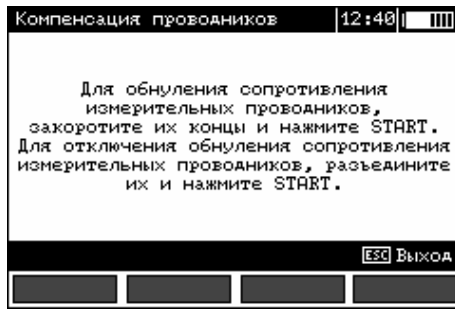 Компенсация проводников 12:40
Для обнуления сопротивления
измерительных проводников,
закоротите их концы и нажмите START.
Для отключения обнуления сопротивления
измерительных проводников, разъедините
их и нажмите START.
ESC Выход